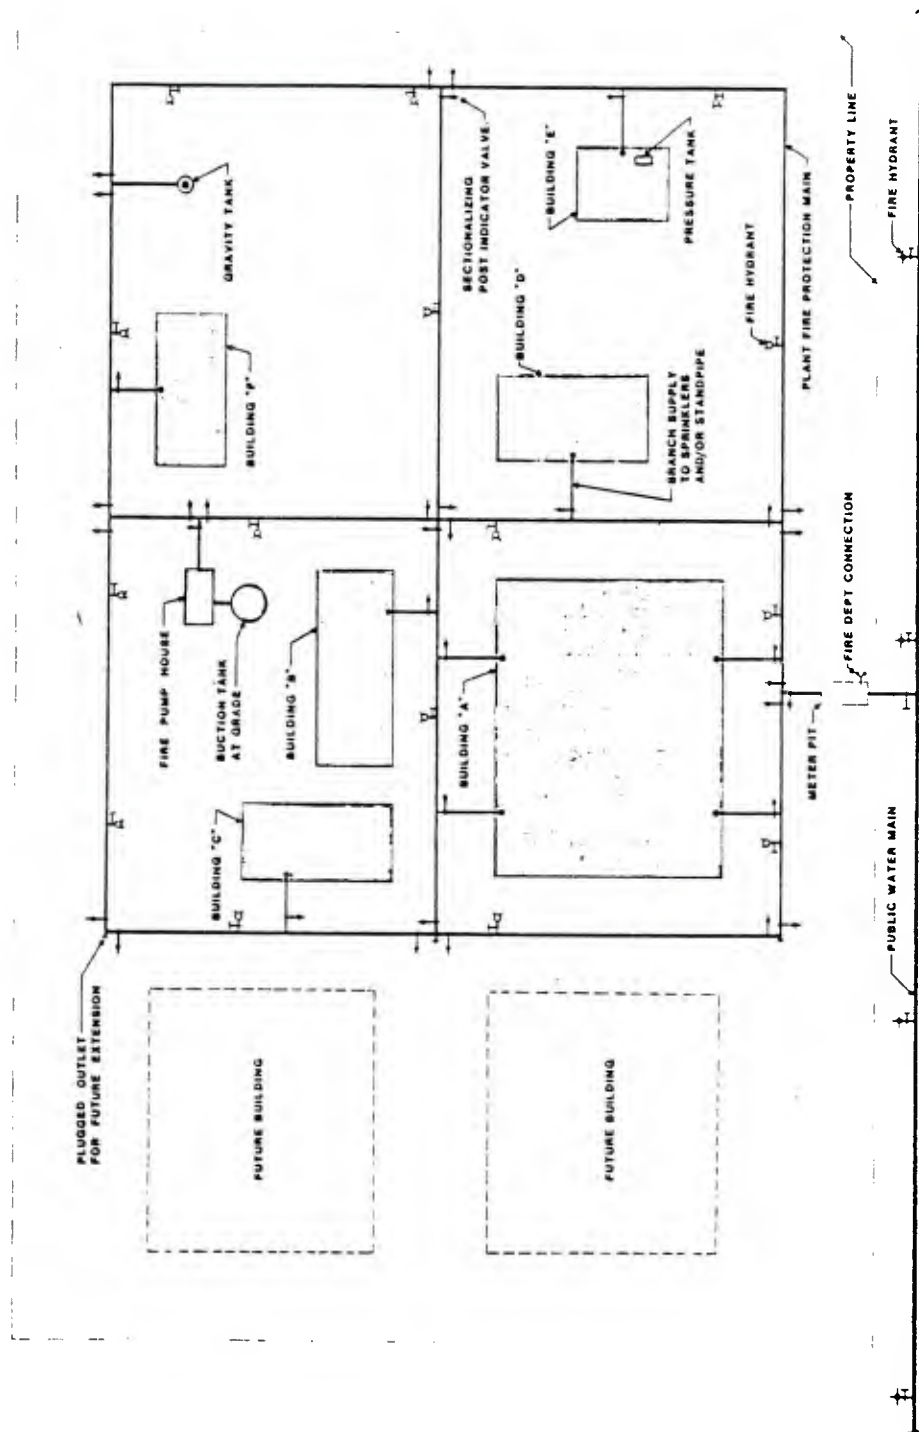 PLUGGED OUTLET
FOR FUTURE EXTENSION
FIRE PUMP HOUSE
SUCTION TANK
AT GRADE
BUILDING "C"
BUILDING "B"
BUILDING "F"
GRAVITY TANK
FUTURE BUILDING
SECTIONALIZING
POST INDICATOR VALVE
BUILDING "A"
BUILDING "D"
BUILDING "E"
FUTURE BUILDING
BRANCH SUPPLY
TO SPRINKLERS
AND/OR STANDPIPE
PRESSURE TANK
FIRE HYDRANT
METER PIT
PLANT FIRE PROTECTION MAIN
FIRE DEPT CONNECTION
PROPERTY LINE
PUBLIC WATER MAIN
FIRE HYDRANT